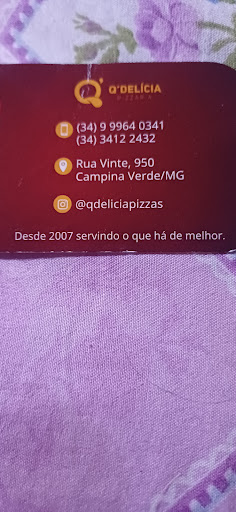 Q' Q'DELÍCIA
PIZZARIA
(34) 9 9964 0341
(34) 3412 2432
Rua Vinte, 950
Campina Verde/MG
@qdeliciapizzas
Desde 2007 servindo o que há de melhor.